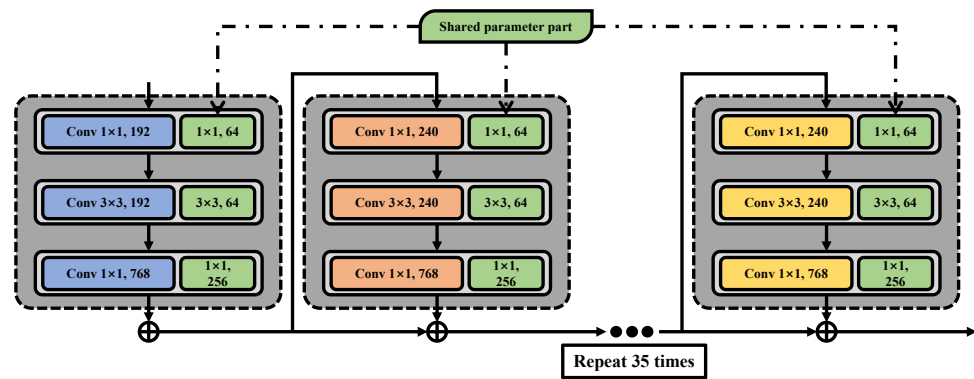 Shared parameter part
Conv 1×1, 192
1×1, 64
Conv 3×3, 192
3×3, 64
Conv 1×1, 768
1×1,
256
Conv 1×1, 240
1×1, 64
Conv 3×3, 240
3×3, 64
Conv 1×1, 768
1×1,
256
Conv 1×1, 240
1×1, 64
Conv 3×3, 240
3×3, 64
Conv 1×1, 768
1×1,
256
Repeat 35 times